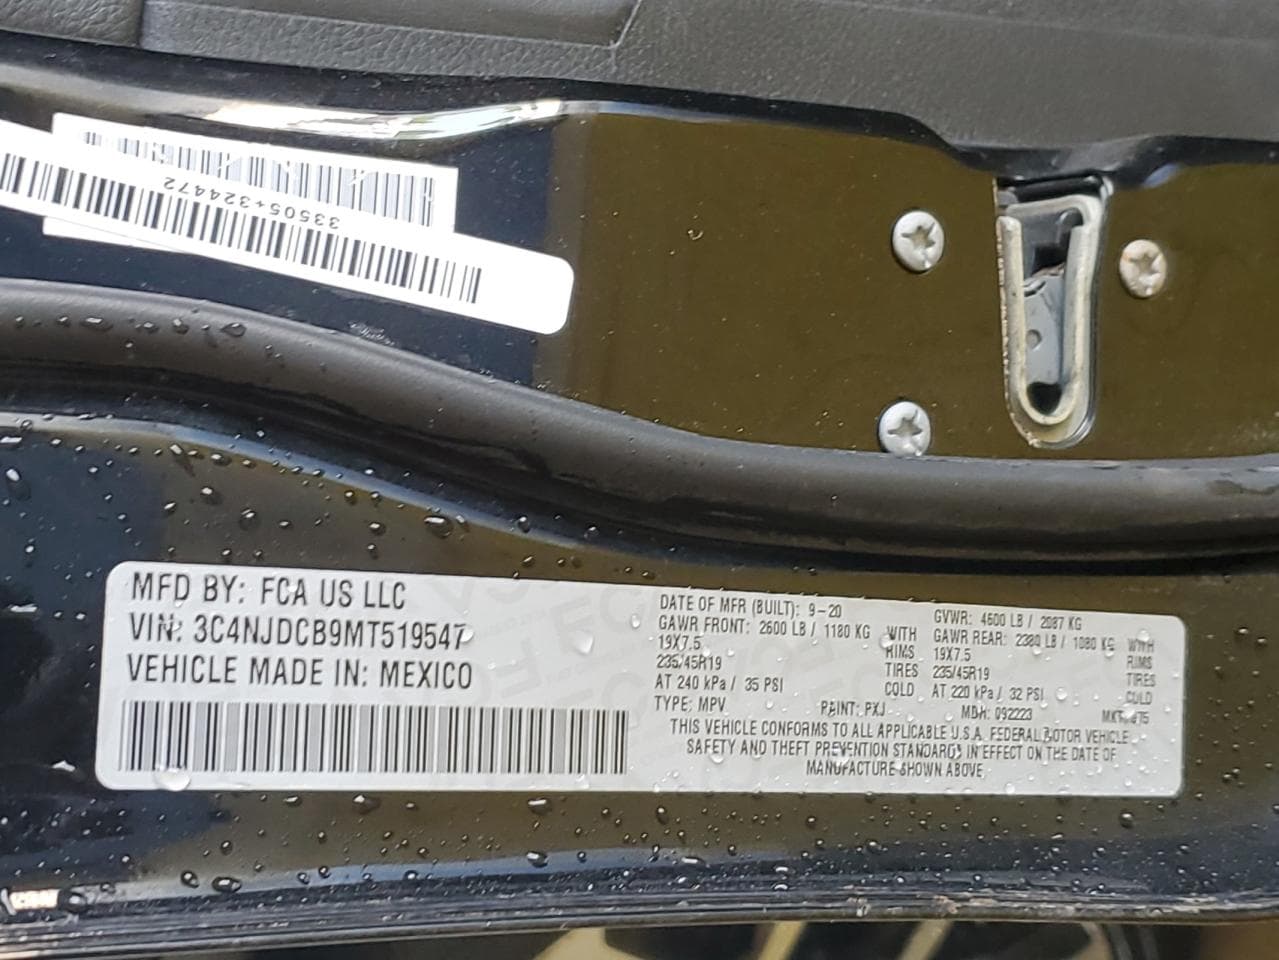 33505+324472
MFD BY: FCA US LLC
VIN: 3C4NJDCB9MT519547
VEHICLE MADE IN: MEXICO
DATE OF MFR (BUILT): 9-20 GVWR: 4600 LB / 2087 KG
GAWR FRONT: 2600 LB / 1180 KG WITH GAWR REAR: 2380 LB / 1080 KG WITH
19X7.5 RIMS 19X7.5 RIMS
235/45R19 TIRES 235/45R19 TIRES
AT 240 kPa / 35 PSI COLD AT 220 kPa / 32 PSI COLD
TYPE: MPV PAINT: PXJ MDH: 092223
THIS VEHICLE CONFORMS TO ALL APPLICABLE U.S.A. FEDERAL MOTOR VEHICLE
SAFETY AND THEFT PREVENTION STANDARDS IN EFFECT ON THE DATE OF
MANUFACTURE SHOWN ABOVE.